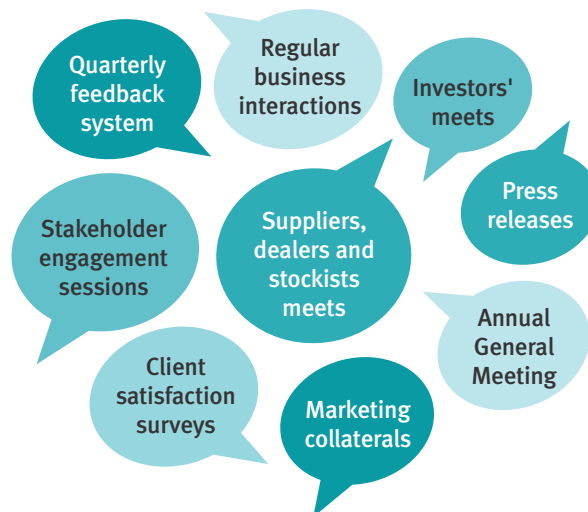 Quarterly
feedback
system
Regular
business
interactions
Investors'
meets
Press
releases
Stakeholder
engagement
sessions
Suppliers,
dealers and
stockists
meets
Annual
General
Meeting
Client
satisfaction
surveys
Marketing
collaterals